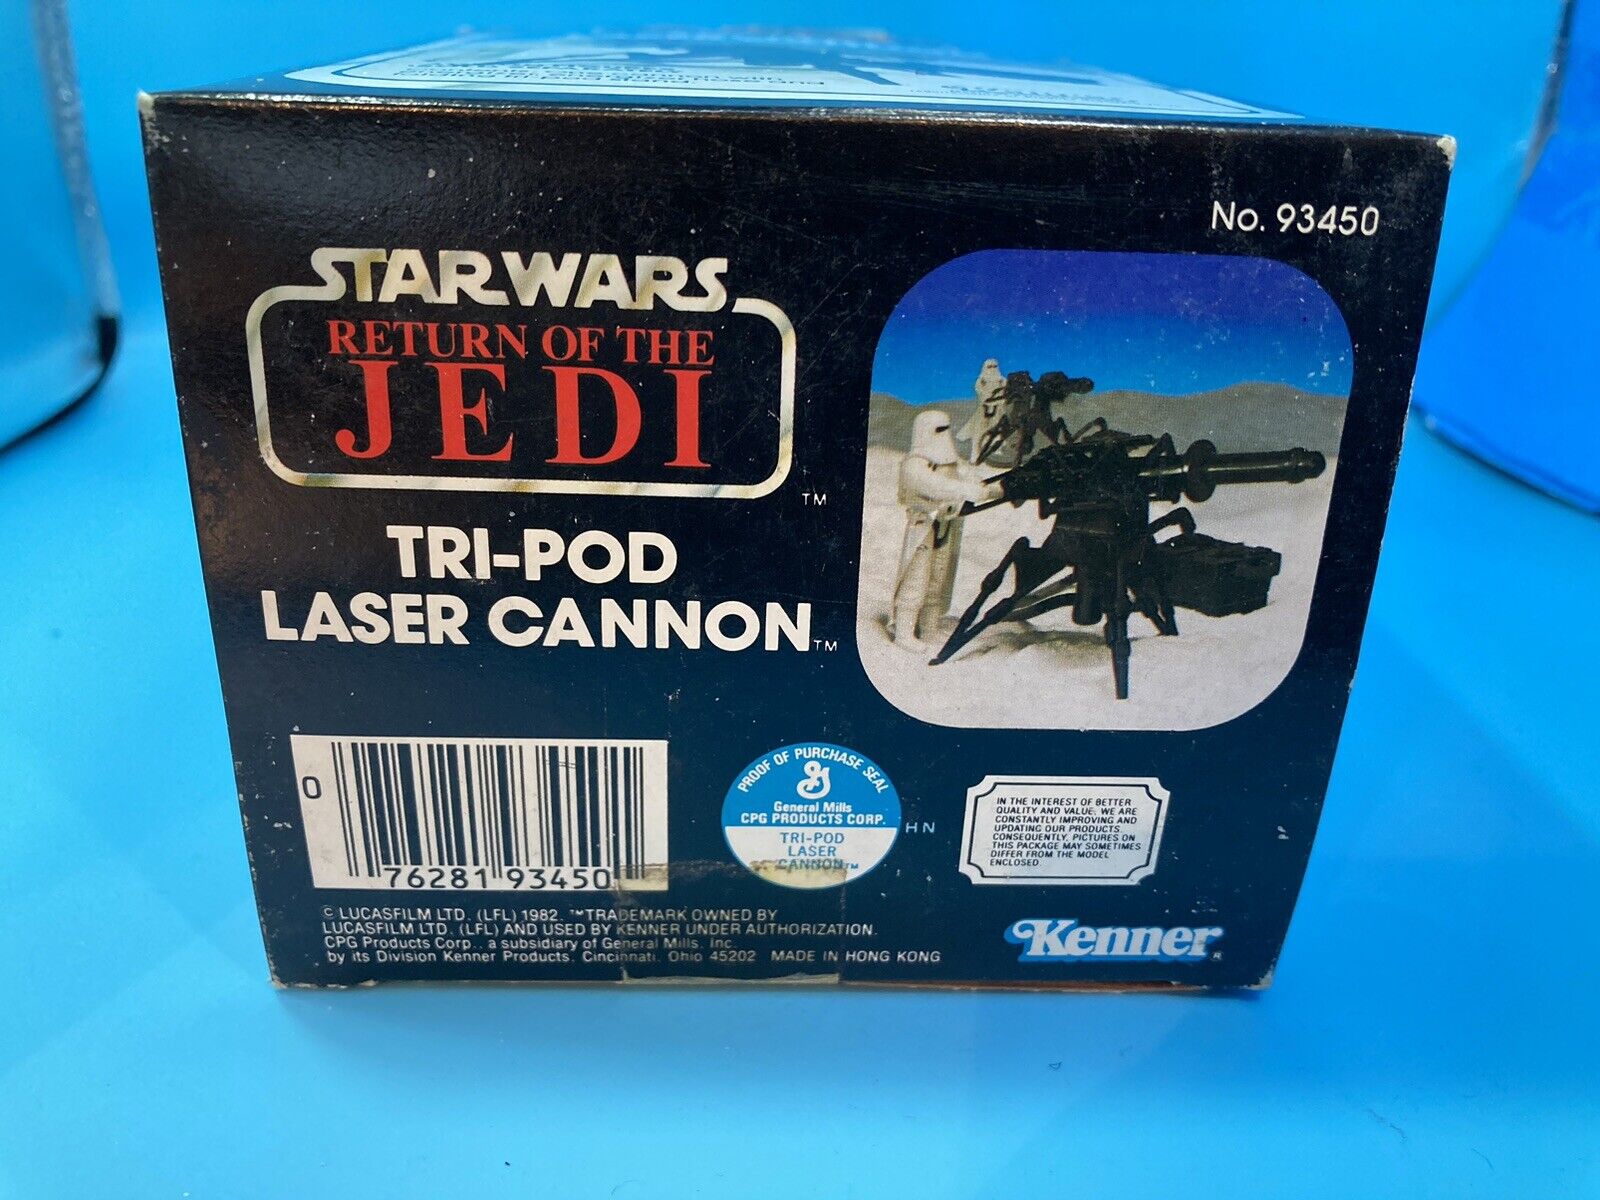 No. 93450
STAR WARS
RETURN OF THE
JEDI
TM
TRI-POD
LASER CANNON TM
0
76281 93450
PROOF OF PURCHASE SEAL
General Mills
CPG PRODUCTS CORP.
TRI-POD
LASER
CANNON TM
HN
IN THE INTEREST OF BETTER
QUALITY AND VALUE, WE ARE
CONSTANTLY IMPROVING AND
UPDATING OUR PRODUCTS.
CONSEQUENTLY, PICTURES ON
THIS PACKAGE MAY SOMETIMES
DIFFER FROM THE MODEL
ENCLOSED.
© LUCASFILM LTD. (LFL) 1982. ™TRADEMARK OWNED BY
LUCASFILM LTD. (LFL) AND USED BY KENNER UNDER AUTHORIZATION.
CPG Products Corp., a subsidiary of General Mills, Inc.
by its Division Kenner Products, Cincinnati, Ohio 45202 MADE IN HONG KONG
Kenner®